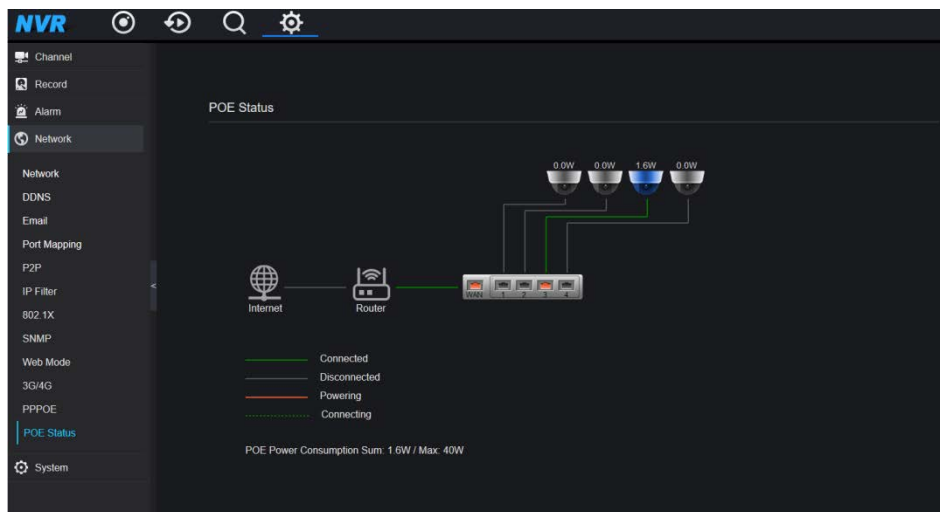 NVR
Channel
Record
Alarm
Network
Network
DDNS
Email
Port Mapping
P2P
IP Filter
802.1X
SNMP
Web Mode
3G/4G
PPPOE
POE Status
System
<
POE Status
0.0W 0.0W 1.6W 0.0W
WAN 1 2 3 4
Internet Router
Connected
Disconnected
Powering
Connecting
POE Power Consumption Sum: 1.6W / Max: 40W